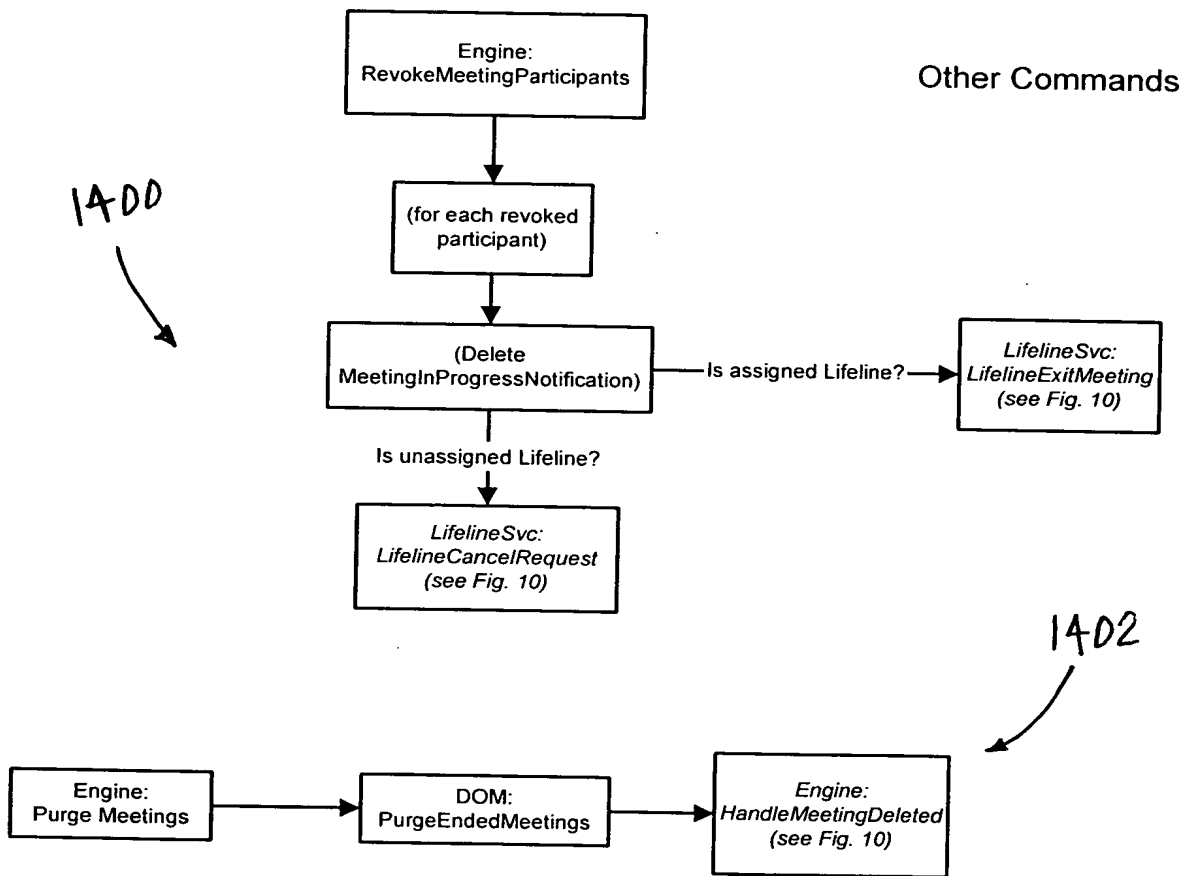 Engine:
RevokeMeetingParticipants
Other Commands
1400
(for each revoked
participant)
(Delete
MeetingInProgressNotification)
Is assigned Lifeline?
LifelineSvc:
LifelineExitMeeting
(see Fig. 10)
Is unassigned Lifeline?
LifelineSvc:
LifelineCancelRequest
(see Fig. 10)
1402
Engine:
Purge Meetings
DOM:
PurgeEndedMeetings
Engine:
HandleMeetingDeleted
(see Fig. 10)